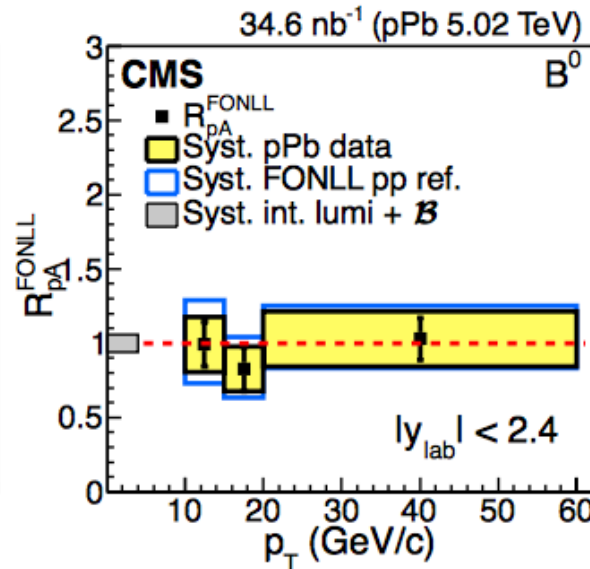 34.6 nb⁻¹ (pPb 5.02 TeV)
CMS B⁰
R_pA^FONLL
Syst. pPb data
Syst. FONLL pp ref.
Syst. int. lumi + 𝓑
|y_lab| < 2.4
R_pA^FONLL
3
2.5
2
1.5
1
0.5
0
10 20 30 40 50 60
p_T (GeV/c)